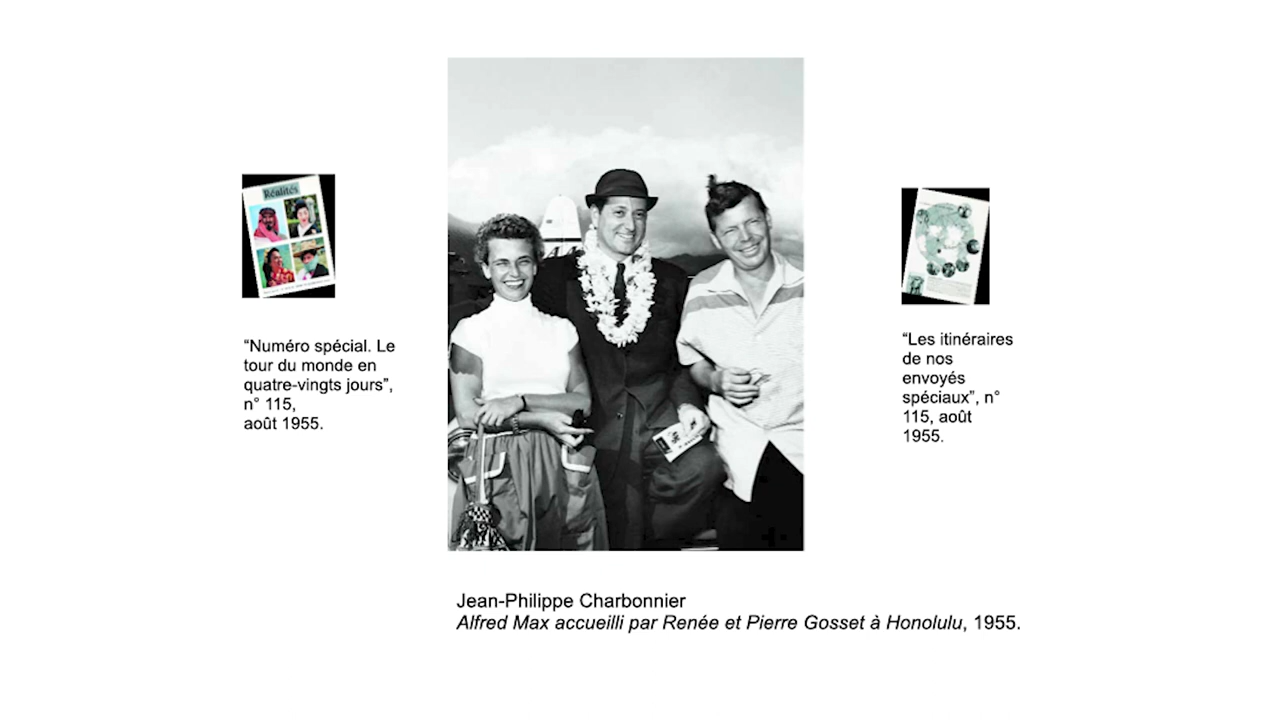 Réalités
“Numéro spécial. Le
tour du monde en
quatre-vingts jours”,
n° 115,
août 1955.
“Les itinéraires
de nos
envoyés
spéciaux”, n°
115, août
1955.
Jean-Philippe Charbonnier
Alfred Max accueilli par Renée et Pierre Gosset à Honolulu, 1955.